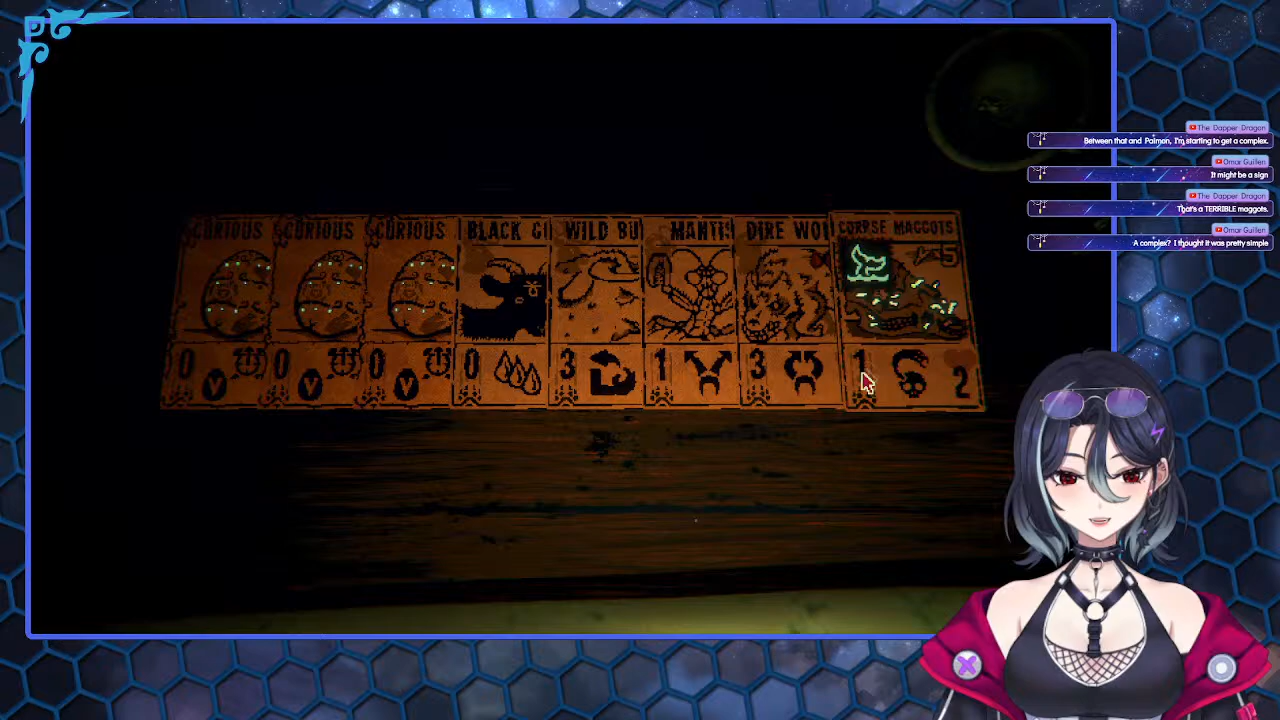 The Dapper Dragon
Between that and Paimon, I'm starting to get a complex.
Omar Guillen
It might be a sign
The Dapper Dragon
That's a TERRIBLE maggots.
Omar Guillen
A complex? I thought it was pretty simple
CURIOUS CURIOUS CURIOUS BLACK G WILD BU MANTIS DIRE WO CORPSE MAGGOTS
5
0 V 0 V 0 V 0 3 1 3 1 2